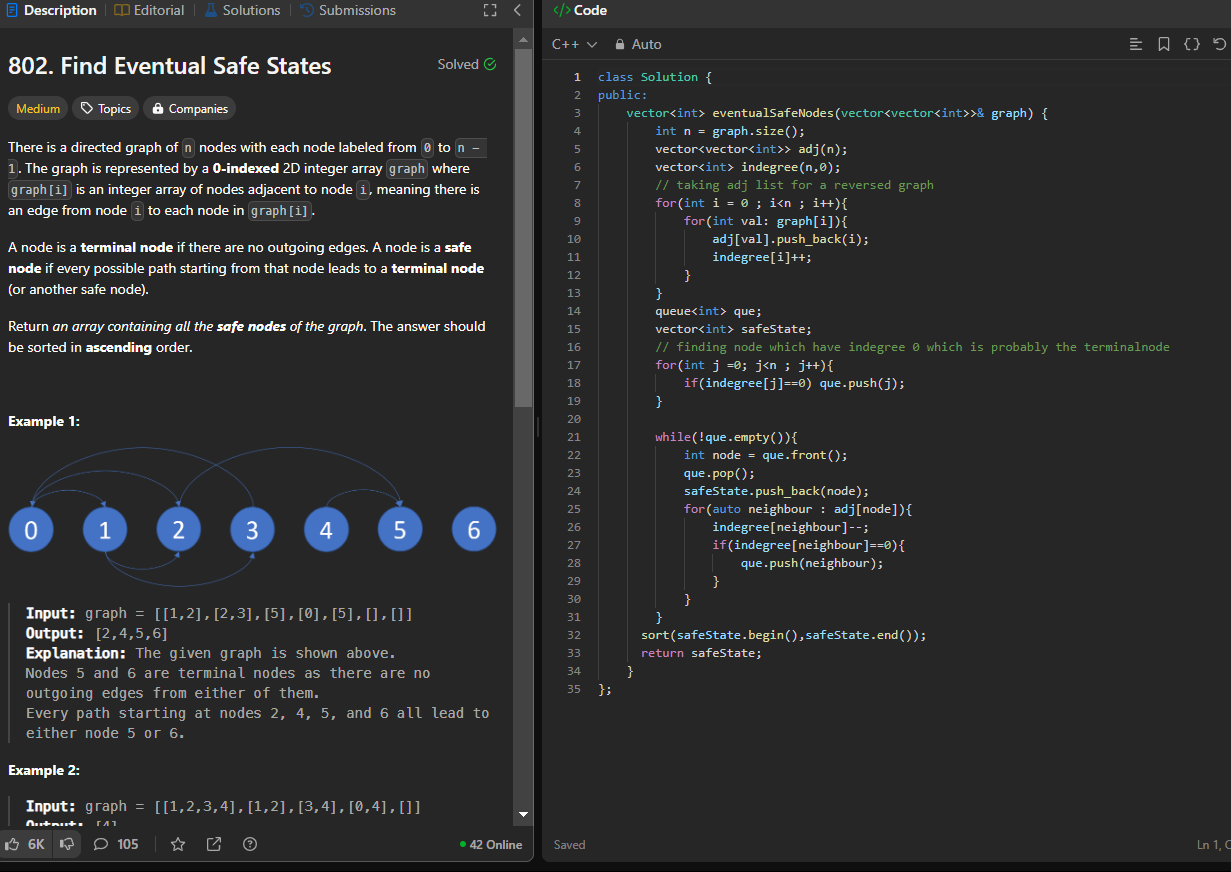 Description | Editorial | Solutions | Submissions
802. Find Eventual Safe States
Solved
Medium Topics Companies
There is a directed graph of n nodes with each node labeled from 0 to n -
1. The graph is represented by a 0-indexed 2D integer array graph where
graph[i] is an integer array of nodes adjacent to node i, meaning there is
an edge from node i to each node in graph[i].
A node is a terminal node if there are no outgoing edges. A node is a safe
node if every possible path starting from that node leads to a terminal node
(or another safe node).
Return an array containing all the safe nodes of the graph. The answer should
be sorted in ascending order.
Example 1:
0 1 2 3 4 5 6
Input: graph = [[1,2],[2,3],[5],[0],[5],[],[]]
Output: [2,4,5,6]
Explanation: The given graph is shown above.
Nodes 5 and 6 are terminal nodes as there are no
outgoing edges from either of them.
Every path starting at nodes 2, 4, 5, and 6 all lead to
either node 5 or 6.
Example 2:
Input: graph = [[1,2,3,4],[1,2],[3,4],[0,4],[]]
Output: [4]
6K 105 42 Online
</> Code
C++ Auto
1 class Solution {
2 public:
3 vector<int> eventualSafeNodes(vector<vector<int>>& graph) {
4 int n = graph.size();
5 vector<vector<int>> adj(n);
6 vector<int> indegree(n,0);
7 // taking adj list for a reversed graph
8 for(int i = 0 ; i<n ; i++){
9 for(int val: graph[i]){
10 adj[val].push_back(i);
11 indegree[i]++;
12 }
13 }
14 queue<int> que;
15 vector<int> safeState;
16 // finding node which have indegree 0 which is probably the terminalnode
17 for(int j =0; j<n ; j++){
18 if(indegree[j]==0) que.push(j);
19 }
20
21 while(!que.empty()){
22 int node = que.front();
23 que.pop();
24 safeState.push_back(node);
25 for(auto neighbour : adj[node]){
26 indegree[neighbour]--;
27 if(indegree[neighbour]==0){
28 que.push(neighbour);
29 }
30 }
31 }
32 sort(safeState.begin(),safeState.end());
33 return safeState;
34 }
35 };
Saved
Ln 1,